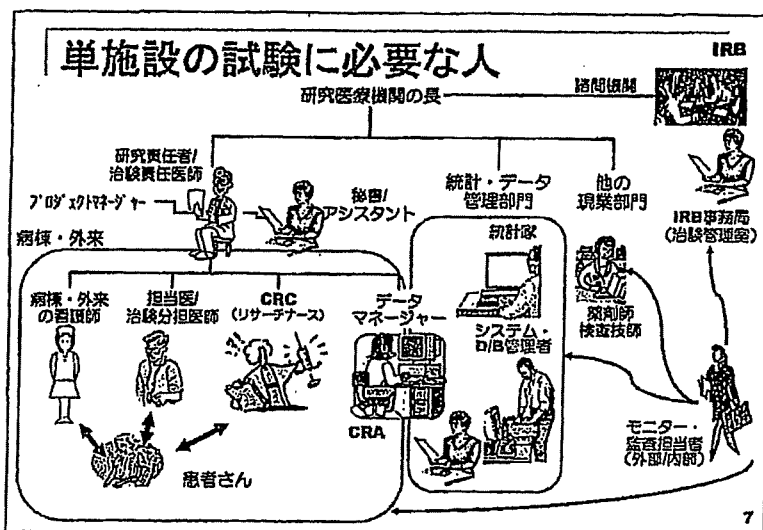 単施設の試験に必要な人
IRB
研究医療機関の長
諮問機関
研究責任者/
治験責任医師
プロジェクトマネージャー
秘書/
アシスタント
統計・データ
管理部門
他の
現業部門
IRB事務局
(治験管理室)
病棟・外来
統計家
病棟・外来
の看護師
担当医/
治験分担医師
CRC
(リサーチナース)
データ
マネージャー
薬剤師
検査技師
システム・
D/B管理者
CRA
モニター・
監査担当者
(外部/内部)
患者さん
7